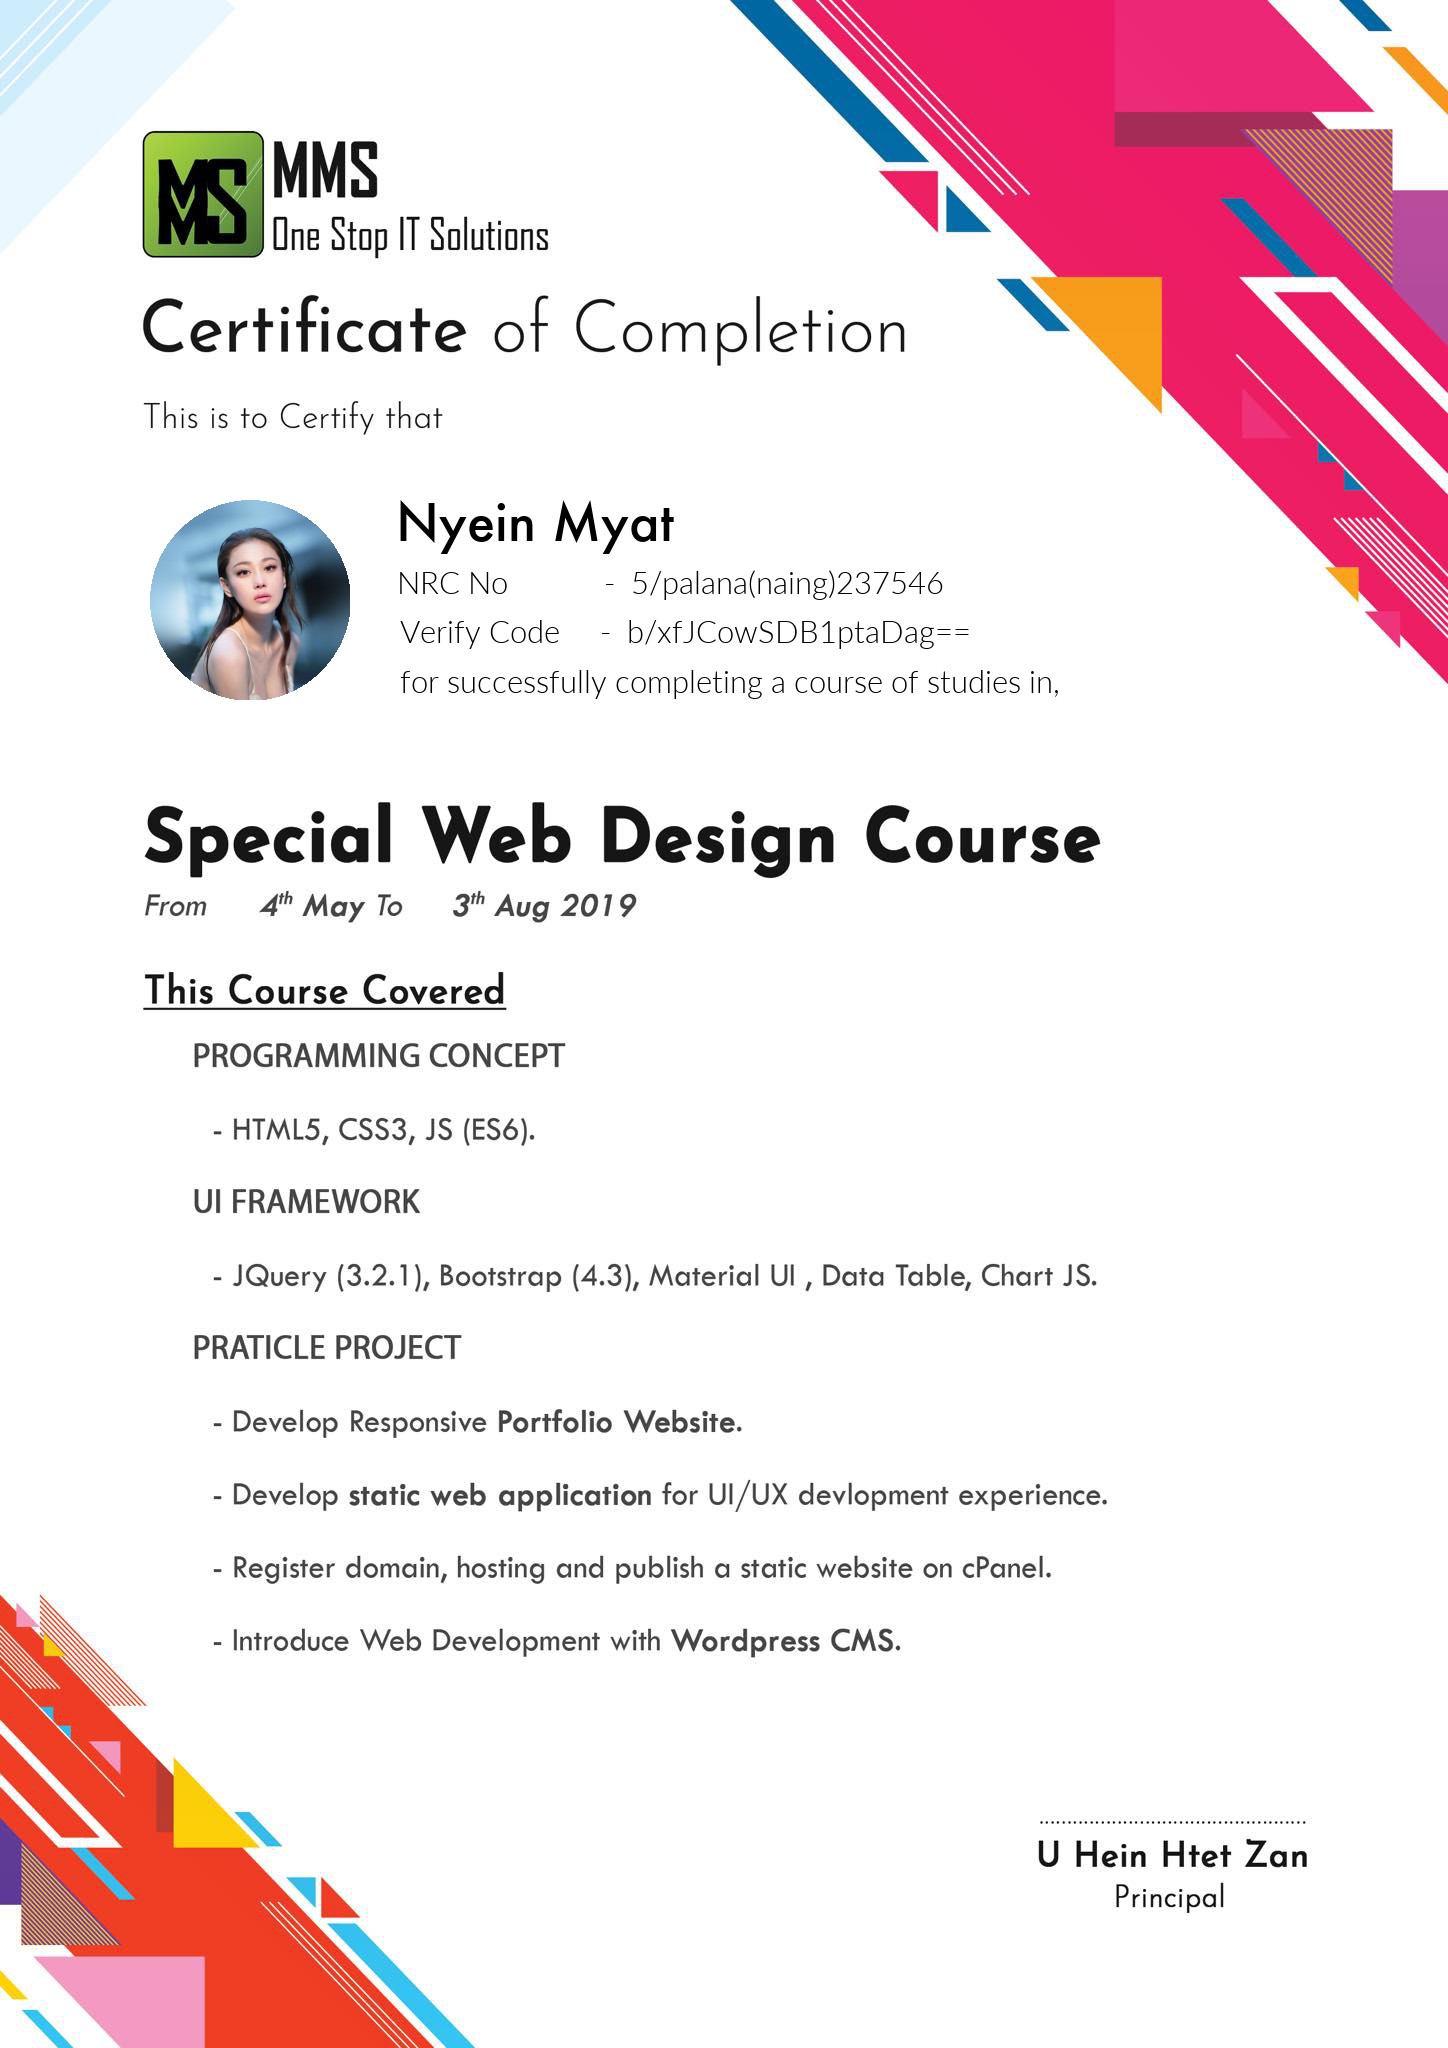 MMS
MMS
One Stop IT Solutions
Certificate of Completion
This is to Certify that
Nyein Myat
NRC No - 5/palana(naing)237546
Verify Code - b/xfJCowSDB1ptaDag==
for successfully completing a course of studies in,
Special Web Design Course
From 4th May To 3th Aug 2019
This Course Covered
PROGRAMMING CONCEPT
- HTML5, CSS3, JS (ES6).
UI FRAMEWORK
- JQuery (3.2.1), Bootstrap (4.3), Material UI , Data Table, Chart JS.
PRATICLE PROJECT
- Develop Responsive Portfolio Website.
- Develop static web application for UI/UX devlopment experience.
- Register domain, hosting and publish a static website on cPanel.
- Introduce Web Development with Wordpress CMS.
U Hein Htet Zan
Principal